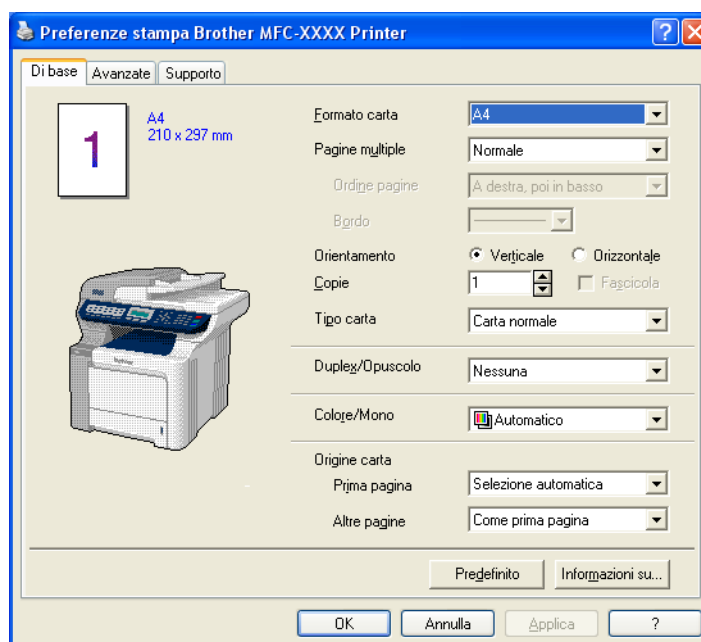 Preferenze stampa Brother MFC-XXXX Printer
Di base Avanzate Supporto
1
A4
210 x 297 mm
Formato carta A4
Pagine multiple Normale
Ordine pagine A destra, poi in basso
Bordo
Orientamento Verticale Orizzontale
Copie 1 Fascicola
Tipo carta Carta normale
Duplex/Opuscolo Nessuna
Colore/Mono Automatico
Origine carta
Prima pagina Selezione automatica
Altre pagine Come prima pagina
Predefinito Informazioni su...
OK Annulla Applica ?